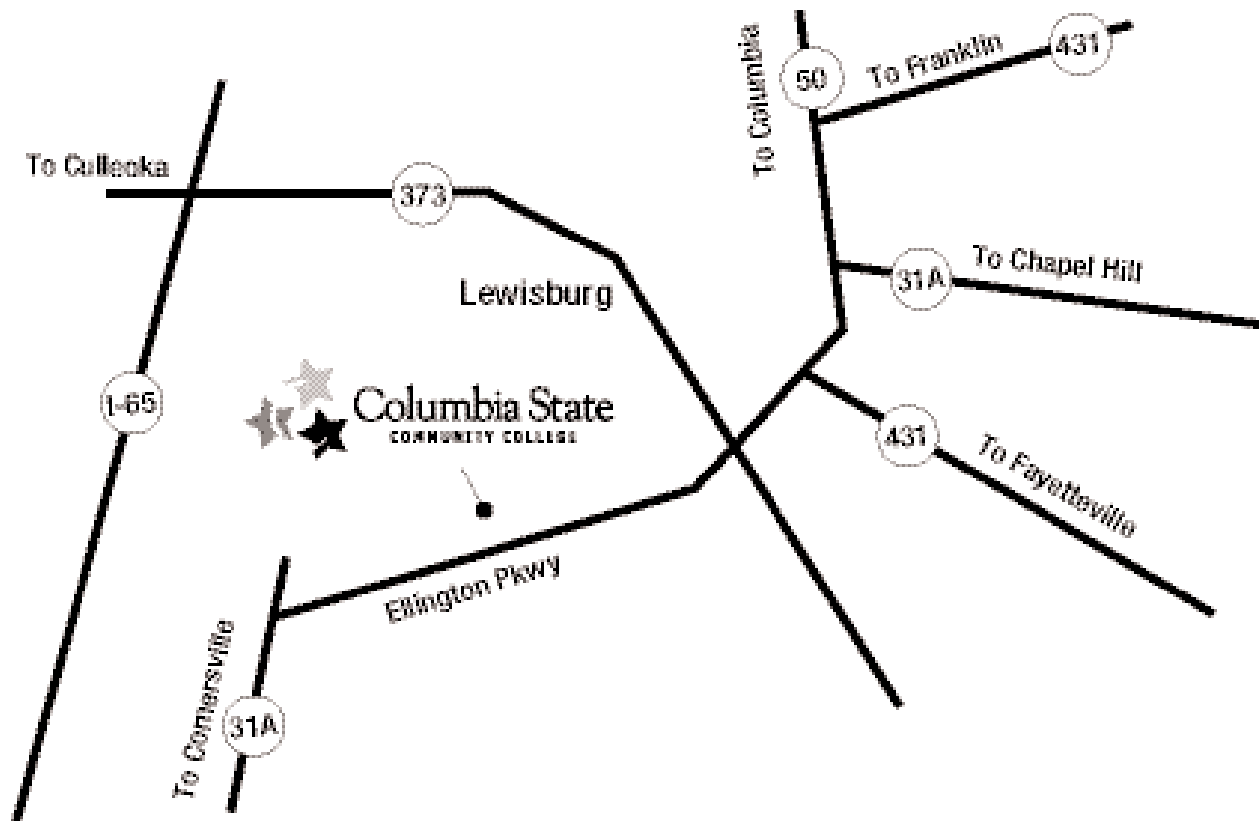 To Columbia
50
To Franklin
431
To Culleoka
373
31A
To Chapel Hill
Lewisburg
I-65
Columbia State
COMMUNITY COLLEGE
431
To Fayetteville
Ellington Pkwy
To Cornersville
31A